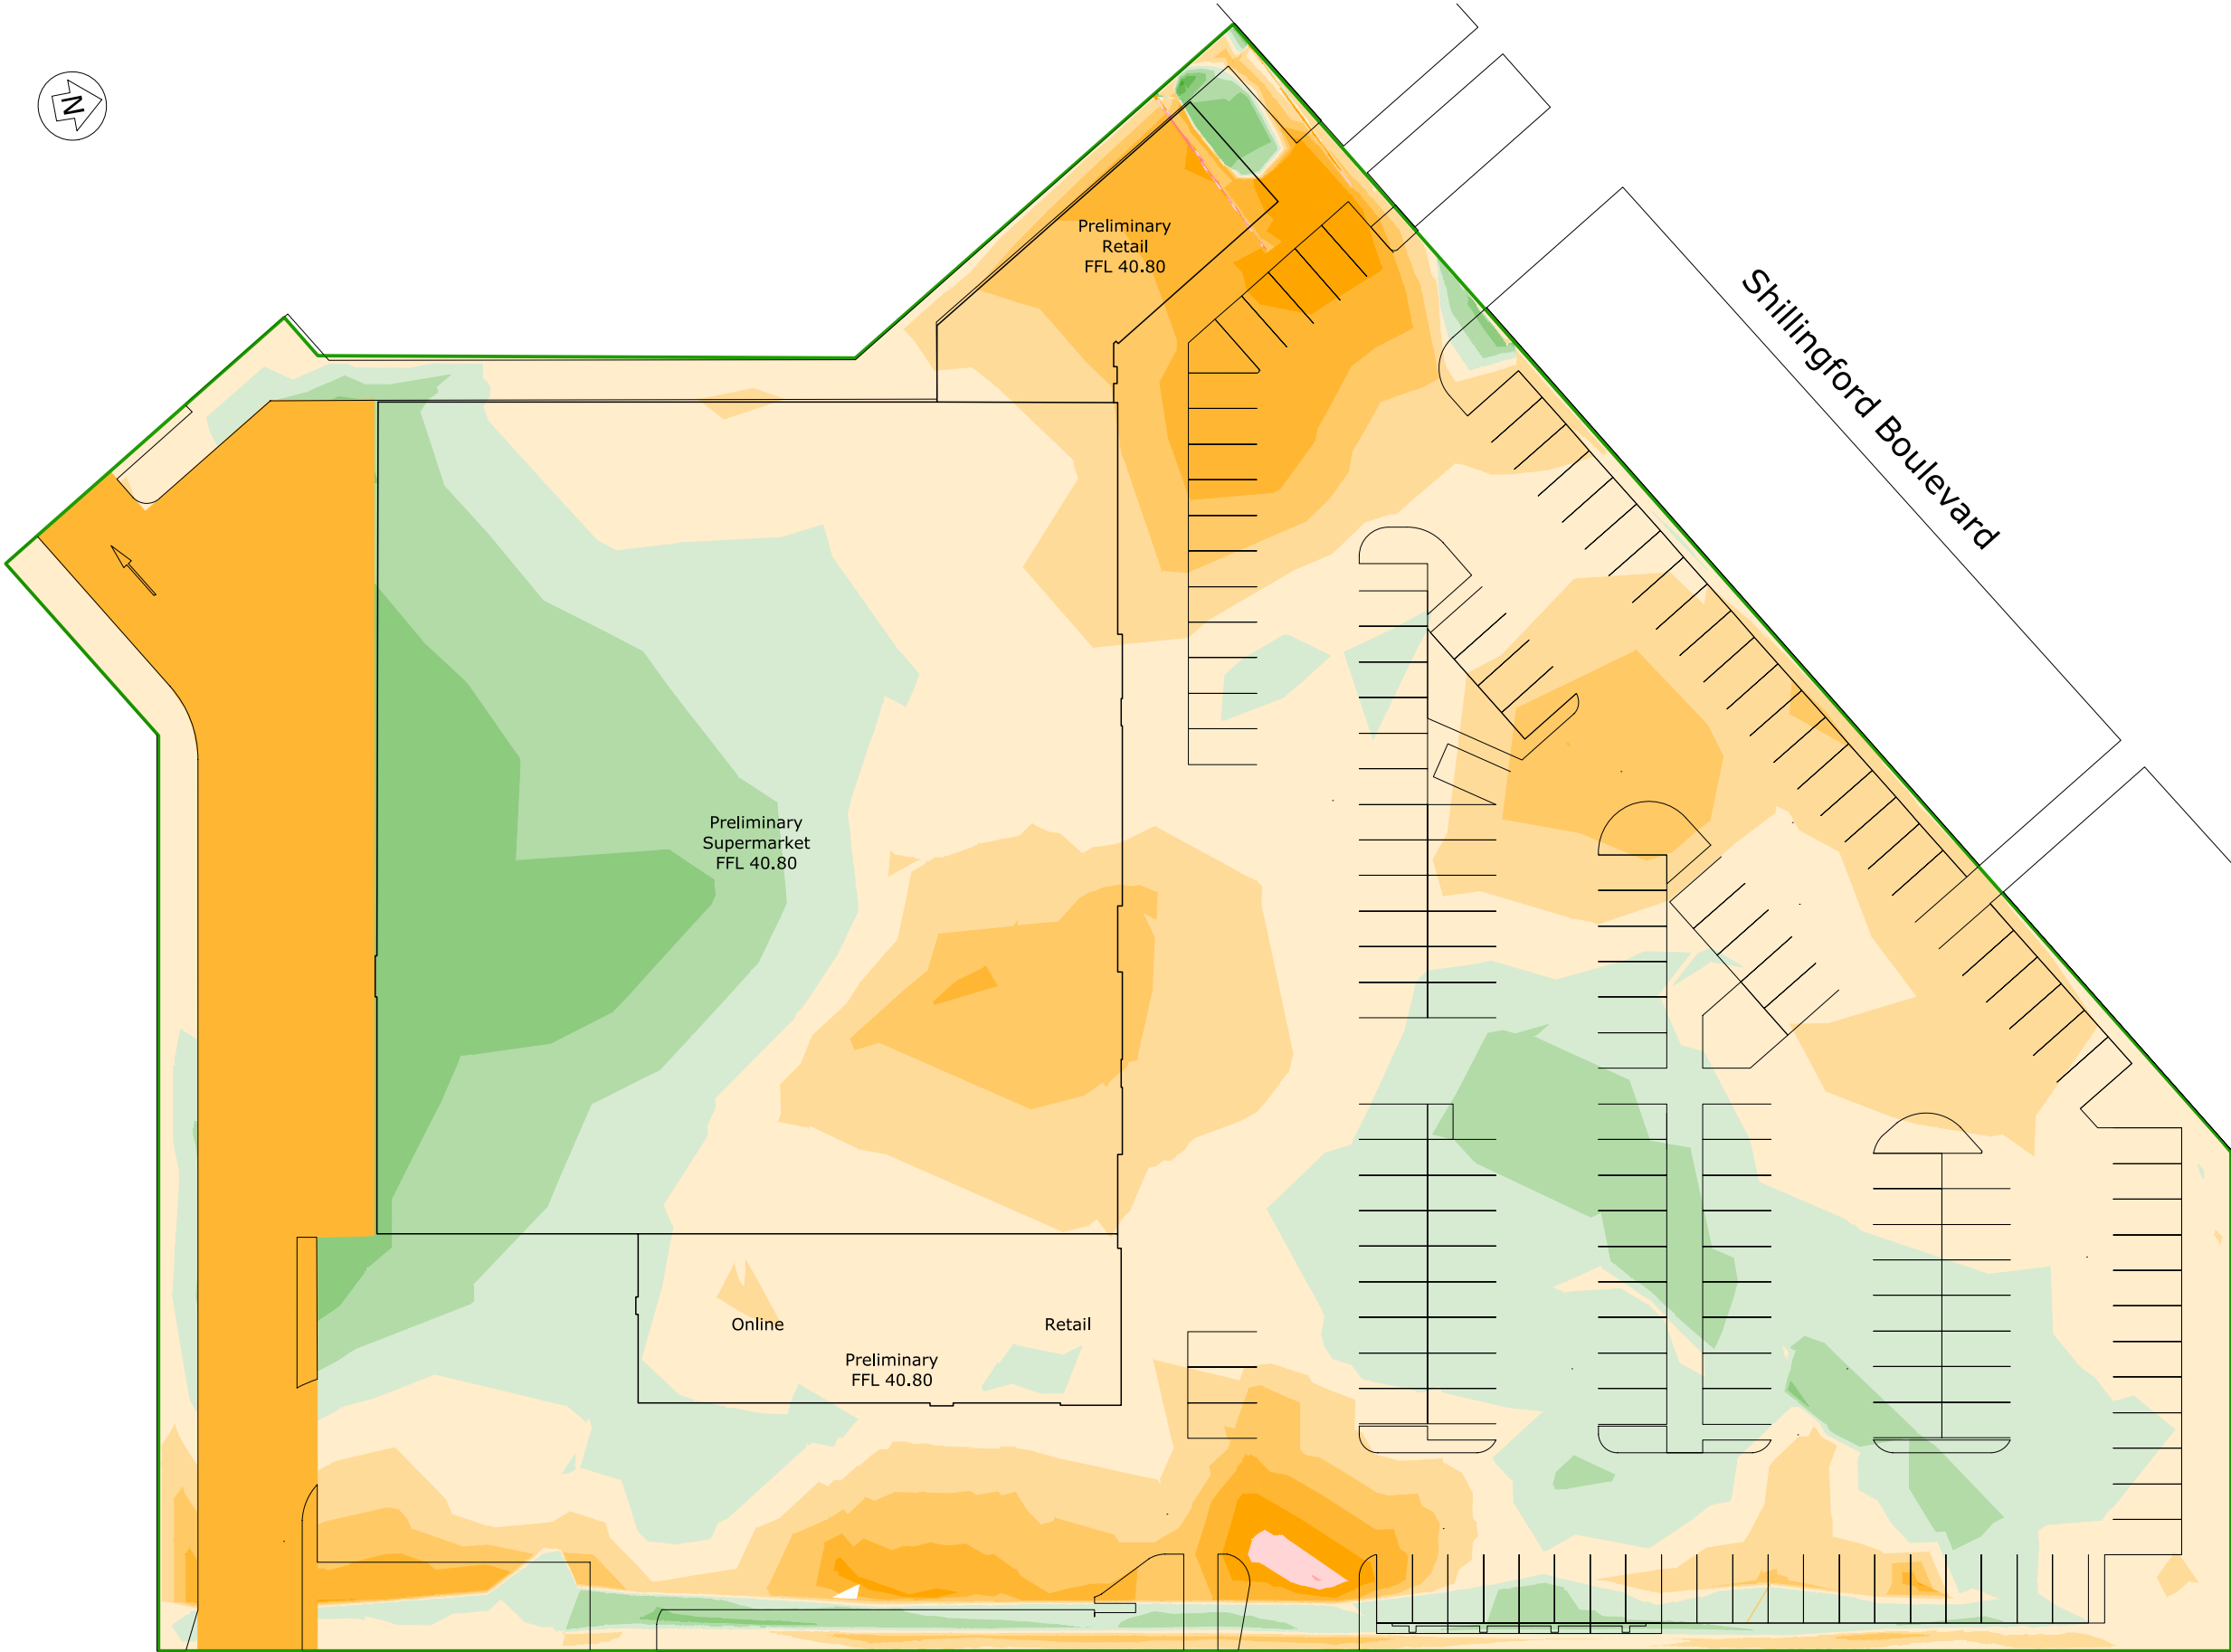 N
Preliminary
Retail
FFL 40.80
Shillingford Boulevard
Preliminary
Supermarket
FFL 40.80
Online
Retail
Preliminary
FFL 40.80